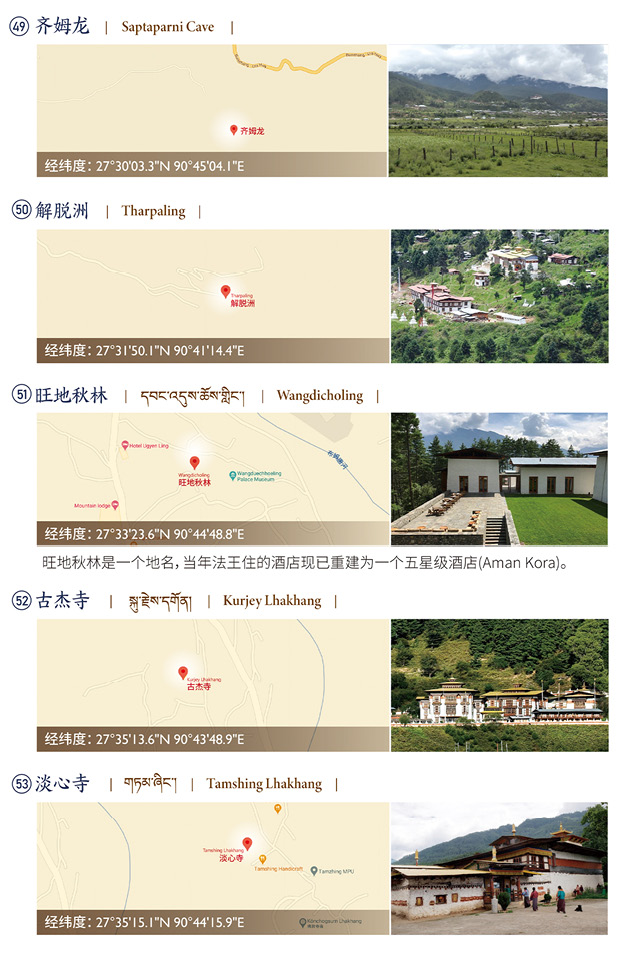 49 齐姆龙 | Saptaparni Cave |
齐姆龙
经纬度：27°30'03.3"N 90°45'04.1"E
50 解脱洲 | Tharpaling |
Tharpaling
解脱洲
经纬度：27°31'50.1"N 90°41'14.4"E
51 旺地秋林 | དབང་འདུས་ཆོས་གླིང་། | Wangdicholing |
Hotel Ugyen Ling
Wangdicholing
旺地秋林
Wangduechhoeling
Palace Museum
Mountain lodge
经纬度：27°33'23.6"N 90°44'48.8"E
旺地秋林是一个地名，当年法王住的酒店现已重建为一个五星级酒店(Aman Kora)。
52 古杰寺 | སྐུ་རྗེས་དགོན། | Kurjey Lhakhang |
Kurjey Lhakhang
古杰寺
经纬度：27°35'13.6"N 90°43'48.9"E
53 淡心寺 | གཏམ་ཞིང་། | Tamshing Lhakhang |
Tamshing Lhakhang
淡心寺
Tamshing Handicraft
Tamzhing MPU
Könchogsum Lhakhang
经纬度：27°35'15.1"N 90°44'15.9"E